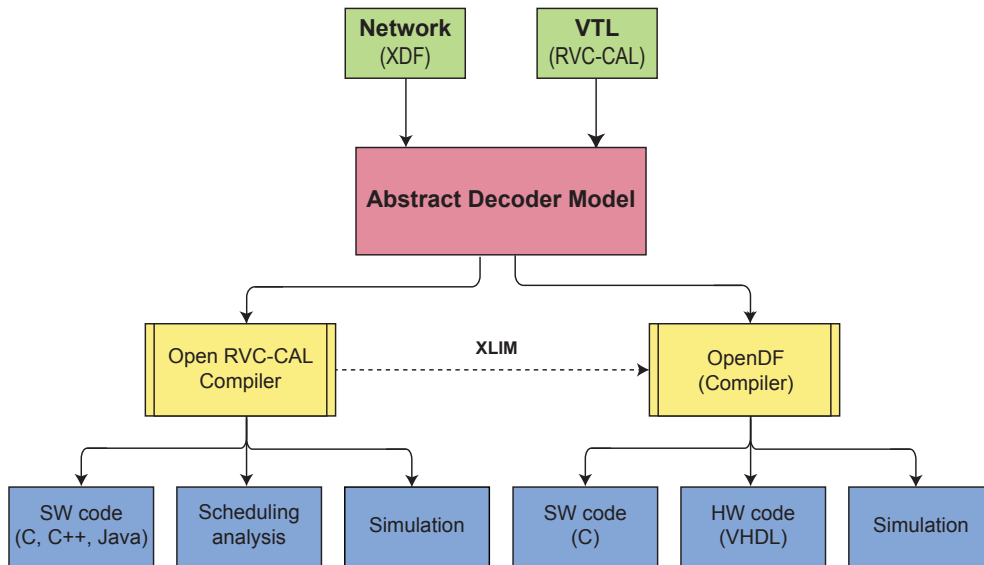 Network
(XDF)
VTL
(RVC-CAL)
Abstract Decoder Model
Open RVC-CAL
Compiler
XLIM
OpenDF
(Compiler)
SW code
(C, C++, Java)
Scheduling
analysis
Simulation
SW code
(C)
HW code
(VHDL)
Simulation